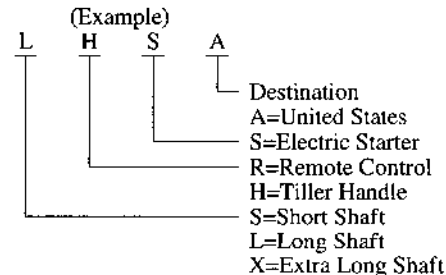 (Example)
L H S A
Destination
A=United States
S=Electric Starter
R=Remote Control
H=Tiller Handle
S=Short Shaft
L=Long Shaft
X=Extra Long Shaft